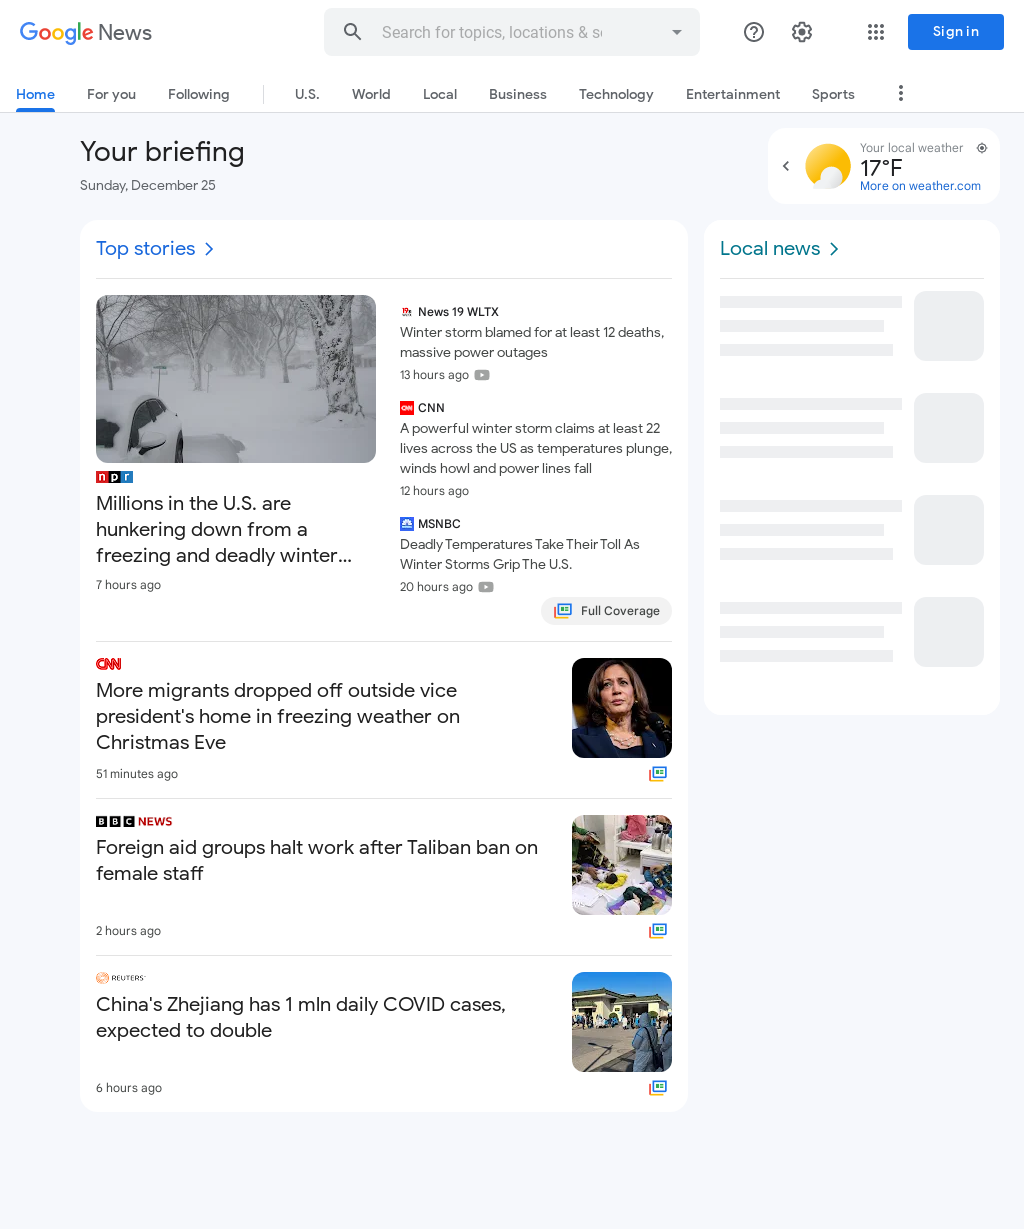 Google News
Search for topics, locations & so
Sign in
Home
For you
Following
U.S.
World
Local
Business
Technology
Entertainment
Sports
Your briefing
Sunday, December 25
Your local weather
17°F
More on weather.com
Top stories
npr
Millions in the U.S. are
hunkering down from a
freezing and deadly winter...
7 hours ago
News 19 WLTX
Winter storm blamed for at least 12 deaths,
massive power outages
13 hours ago
CNN
CNN
A powerful winter storm claims at least 22
lives across the US as temperatures plunge,
winds howl and power lines fall
12 hours ago
MSNBC
Deadly Temperatures Take Their Toll As
Winter Storms Grip The U.S.
20 hours ago
Full Coverage
CNN
More migrants dropped off outside vice
president's home in freezing weather on
Christmas Eve
51 minutes ago
BBC NEWS
Foreign aid groups halt work after Taliban ban on
female staff
2 hours ago
REUTERS
China's Zhejiang has 1 mln daily COVID cases,
expected to double
6 hours ago
Local news